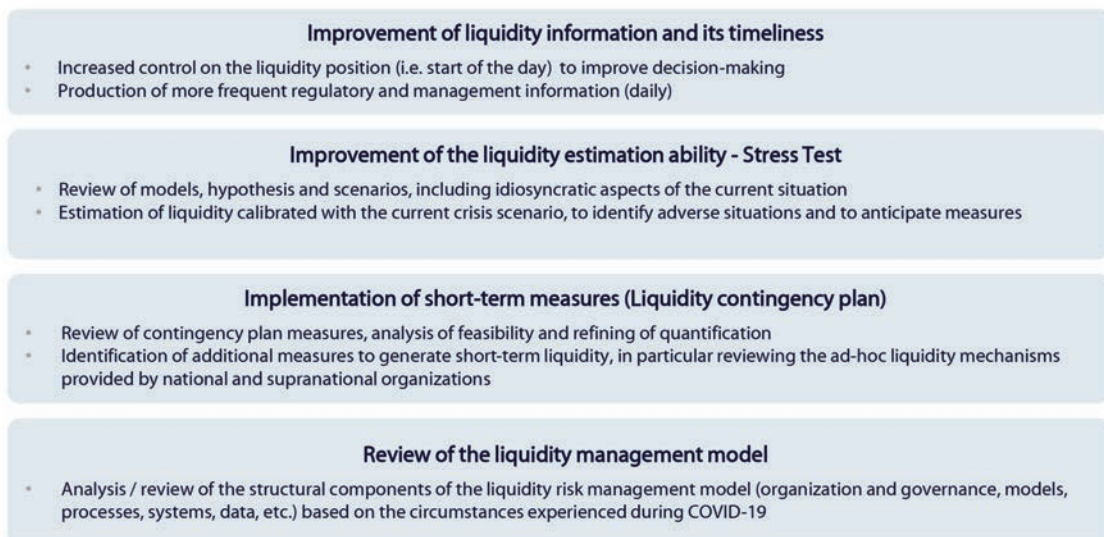 Improvement of liquidity information and its timeliness
• Increased control on the liquidity position (i.e. start of the day) to improve decision-making
• Production of more frequent regulatory and management information (daily)
Improvement of the liquidity estimation ability - Stress Test
• Review of models, hypothesis and scenarios, including idiosyncratic aspects of the current situation
• Estimation of liquidity calibrated with the current crisis scenario, to identify adverse situations and to anticipate measures
Implementation of short-term measures (Liquidity contingency plan)
• Review of contingency plan measures, analysis of feasibility and refining of quantification
• Identification of additional measures to generate short-term liquidity, in particular reviewing the ad-hoc liquidity mechanisms
provided by national and supranational organizations
Review of the liquidity management model
• Analysis / review of the structural components of the liquidity risk management model (organization and governance, models,
processes, systems, data, etc.) based on the circumstances experienced during COVID-19